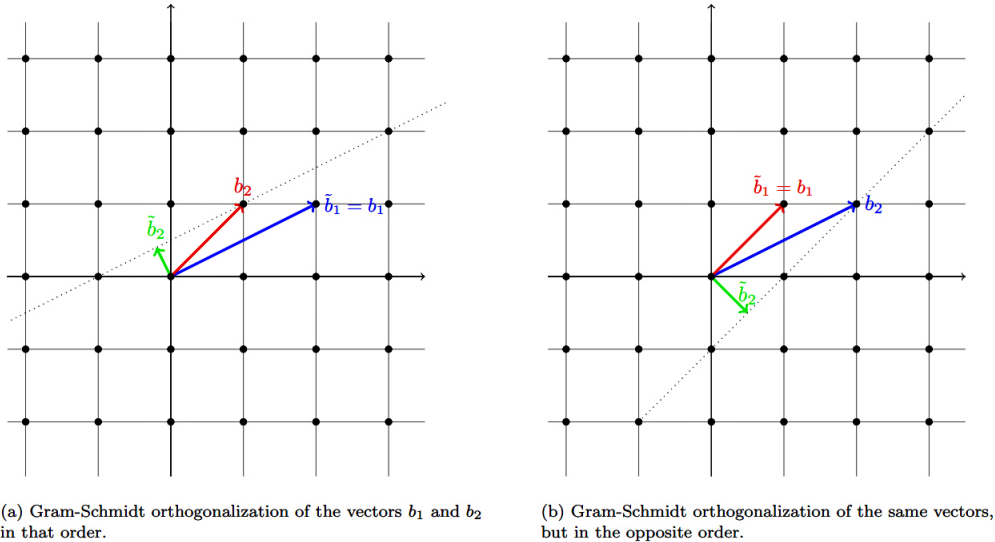 b₂
b̃₁ = b₁
b̃₂
(a) Gram-Schmidt orthogonalization of the vectors b₁ and b₂
in that order.
b̃₁ = b₁
b₂
b̃₂
(b) Gram-Schmidt orthogonalization of the same vectors,
but in the opposite order.